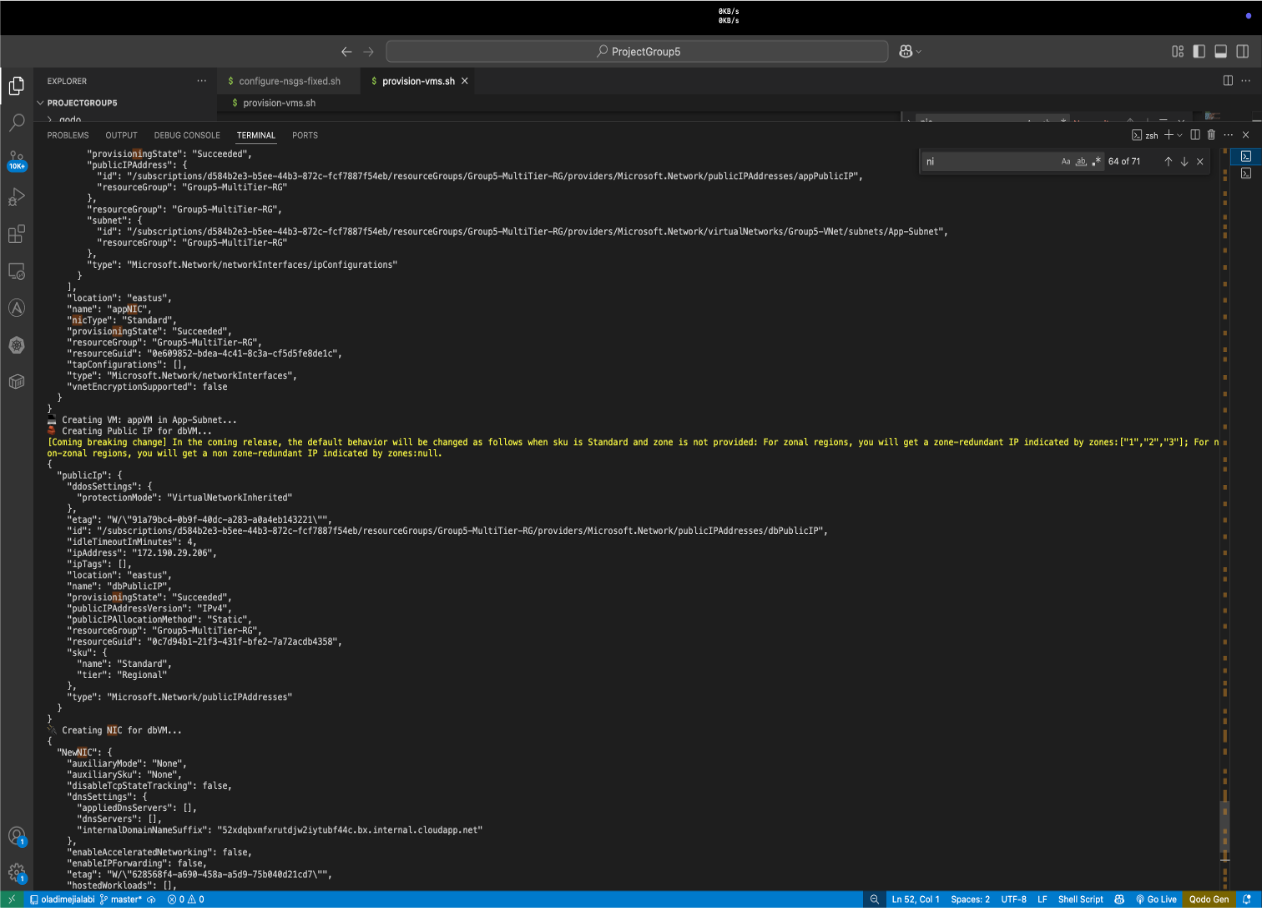 0KB/s
0KB/s
ProjectGroup5
EXPLORER
configure-nsgs-fixed.sh
provision-vms.sh
PROJECTGROUP5
provision-vms.sh
PROBLEMS OUTPUT DEBUG CONSOLE TERMINAL PORTS
zsh
ni
Aa ab 64 of 71
10K+
"provisioningState": "Succeeded",
"publicIPAddress": {
"id": "/subscriptions/d584b2e3-b5ee-44b3-872c-fcf7887f54eb/resourceGroups/Group5-MultiTier-RG/providers/Microsoft.Network/publicIPAddresses/appPublicIP",
"resourceGroup": "Group5-MultiTier-RG"
},
"resourceGroup": "Group5-MultiTier-RG",
"subnet": {
"id": "/subscriptions/d584b2e3-b5ee-44b3-872c-fcf7887f54eb/resourceGroups/Group5-MultiTier-RG/providers/Microsoft.Network/virtualNetworks/Group5-VNet/subnets/App-Subnet",
"resourceGroup": "Group5-MultiTier-RG"
},
"type": "Microsoft.Network/networkInterfaces/ipConfigurations"
}
],
"location": "eastus",
"name": "appNIC",
"nicType": "Standard",
"provisioningState": "Succeeded",
"resourceGroup": "Group5-MultiTier-RG",
"resourceGuid": "0e609852-bdea-4c41-8c3a-cf5d5fe8de1c",
"tapConfigurations": [],
"type": "Microsoft.Network/networkInterfaces",
"vnetEncryptionSupported": false
}
}
Creating VM: appVM in App-Subnet...
Creating Public IP for dbVM...
[Coming breaking change] In the coming release, the default behavior will be changed as follows when sku is Standard and zone is not provided: For zonal regions, you will get a zone-redundant IP indicated by zones:["1","2","3"]; For n
on-zonal regions, you will get a non zone-redundant IP indicated by zones:null.
{
"publicIp": {
"ddosSettings": {
"protectionMode": "VirtualNetworkInherited"
},
"etag": "W/\"91a79bc4-0b9f-40dc-a283-a0a4eb143221\"",
"id": "/subscriptions/d584b2e3-b5ee-44b3-872c-fcf7887f54eb/resourceGroups/Group5-MultiTier-RG/providers/Microsoft.Network/publicIPAddresses/dbPublicIP",
"idleTimeoutInMinutes": 4,
"ipAddress": "172.190.29.206",
"ipTags": [],
"location": "eastus",
"name": "dbPublicIP",
"provisioningState": "Succeeded",
"publicIPAddressVersion": "IPv4",
"publicIPAllocationMethod": "Static",
"resourceGroup": "Group5-MultiTier-RG",
"resourceGuid": "0c7d94b1-21f3-431f-bfe2-7a72acdb4358",
"sku": {
"name": "Standard",
"tier": "Regional"
},
"type": "Microsoft.Network/publicIPAddresses"
}
}
Creating NIC for dbVM...
{
"NewNIC": {
"auxiliaryMode": "None",
"auxiliarySku": "None",
"disableTcpStateTracking": false,
"dnsSettings": {
"appliedDnsServers": [],
"dnsServers": [],
"internalDomainNameSuffix": "52xdqbxmfxrutdjw2iytubf44c.bx.internal.cloudapp.net"
},
"enableAcceleratedNetworking": false,
"enableIPForwarding": false,
"etag": "W/\"628568f4-a690-458a-a5d9-75b040d21cd7\"",
"hostedWorkloads": [],
1
1
oladimejialabi master* 0 0 Ln 52, Col 1 Spaces: 2 UTF-8 LF Shell Script Go Live Qodo Gen